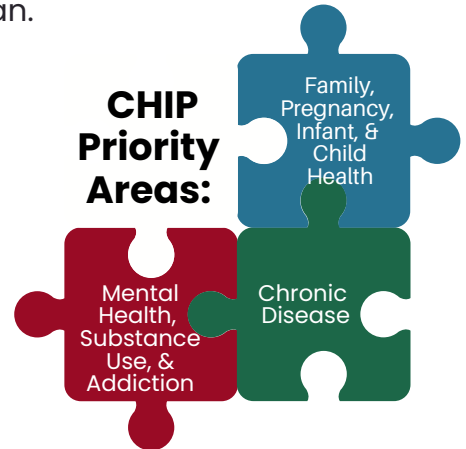 an.
CHIP
Priority
Areas:
Family,
Pregnancy,
Infant, &
Child
Health
Mental
Health,
Substance
Use, &
Addiction
Chronic
Disease